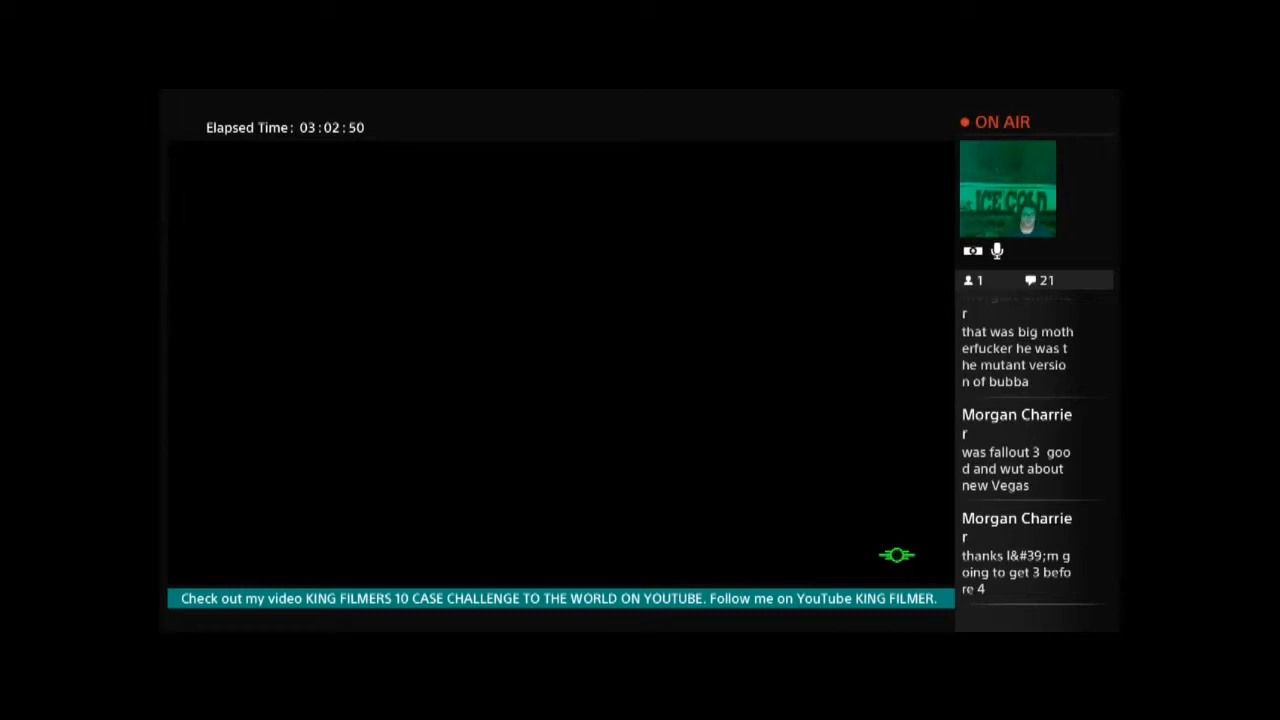 Elapsed Time: 03:02:50
ON AIR
ICE COLD
1
21
r
that was big moth
erfucker he was t
he mutant versio
n of bubba
Morgan Charrie
r
was fallout 3 goo
d and wut about
new Vegas
Morgan Charrie
r
thanks I&#39;m g
oing to get 3 befo
re 4
Check out my video KING FILMERS 10 CASE CHALLENGE TO THE WORLD ON YOUTUBE. Follow me on YouTube KING FILMER.